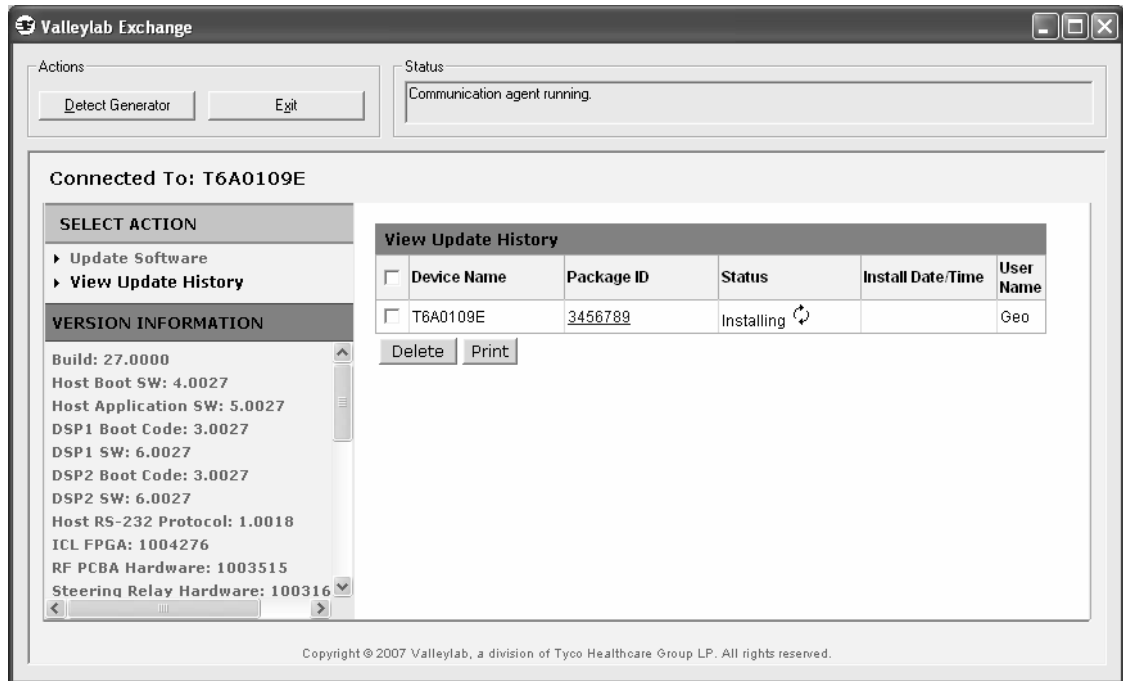 Valleylab Exchange
Actions
Detect Generator
Exit
Status
Communication agent running.
Connected To: T6A0109E
SELECT ACTION
Update Software
View Update History
VERSION INFORMATION
Build: 27.0000
Host Boot SW: 4.0027
Host Application SW: 5.0027
DSP1 Boot Code: 3.0027
DSP1 SW: 6.0027
DSP2 Boot Code: 3.0027
DSP2 SW: 6.0027
Host RS-232 Protocol: 1.0018
ICL FPGA: 1004276
RF PCBA Hardware: 1003515
Steering Relay Hardware: 100316
View Update History
Device Name Package ID Status Install Date/Time User Name
T6A0109E 3456789 Installing Geo
Delete Print
Copyright © 2007 Valleylab, a division of Tyco Healthcare Group LP. All rights reserved.